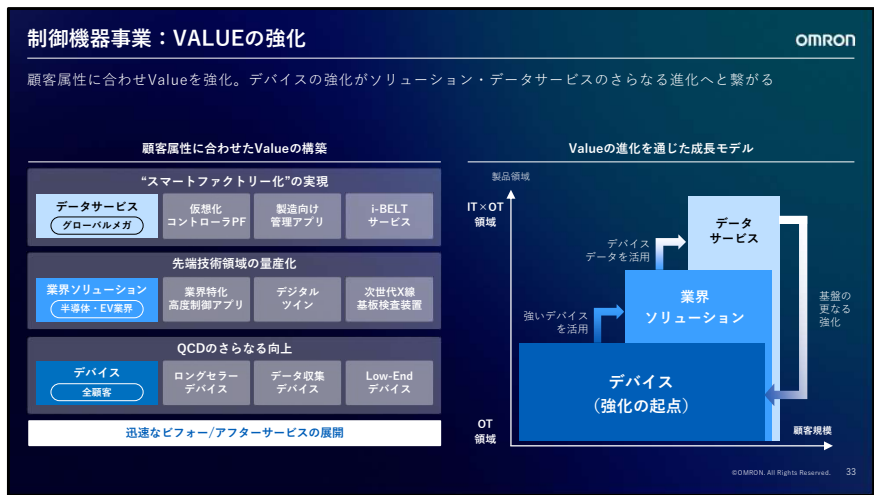 制御機器事業：VALUEの強化
OMRON
顧客属性に合わせValueを強化。デバイスの強化がソリューション・データサービスのさらなる進化へと繋がる
顧客属性に合わせたValueの構築
“スマートファクトリー化”の実現
データサービス
グローバルメガ
仮想化
コントローラPF
製造向け
管理アプリ
i-BELT
サービス
先端技術領域の量産化
業界ソリューション
半導体・EV業界
業界特化
高度制御アプリ
デジタル
ツイン
次世代X線
基板検査装置
QCDのさらなる向上
デバイス
全顧客
ロングセラー
デバイス
データ収集
デバイス
Low-End
デバイス
迅速なビフォー/アフターサービスの展開
Valueの進化を通じた成長モデル
製品領域
IT×OT
領域
データ
サービス
デバイス
データを活用
業界
ソリューション
強いデバイス
を活用
基盤の
更なる
強化
デバイス
（強化の起点）
OT
領域
顧客規模
©OMRON. All Rights Reserved.
33